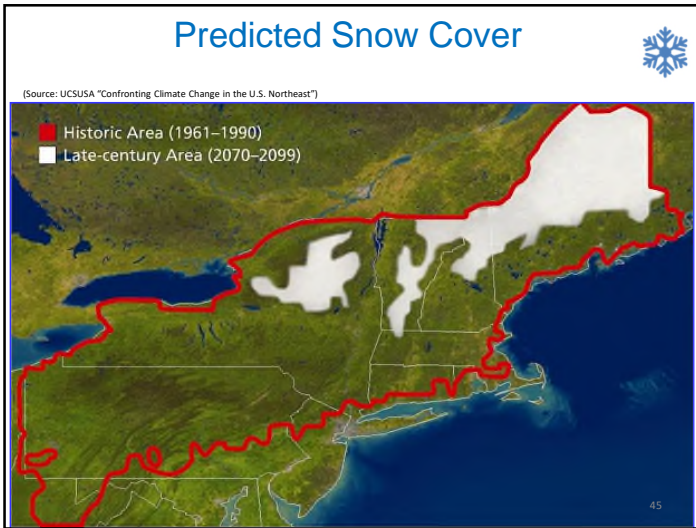 Predicted Snow Cover
(Source: UCSUSA "Confronting Climate Change in the U.S. Northeast")
Historic Area (1961–1990)
Late-century Area (2070–2099)
45